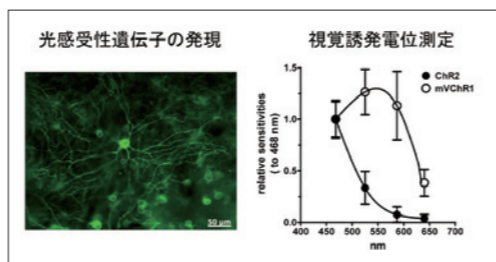 光感受性遺伝子の発現
視覚誘発電位測定
50 μm
relative sensitivities
(to 468 nm)
1.5
1.0
0.5
0.0
ChR2
mVChR1
400 450 500 550 600 650 700
nm